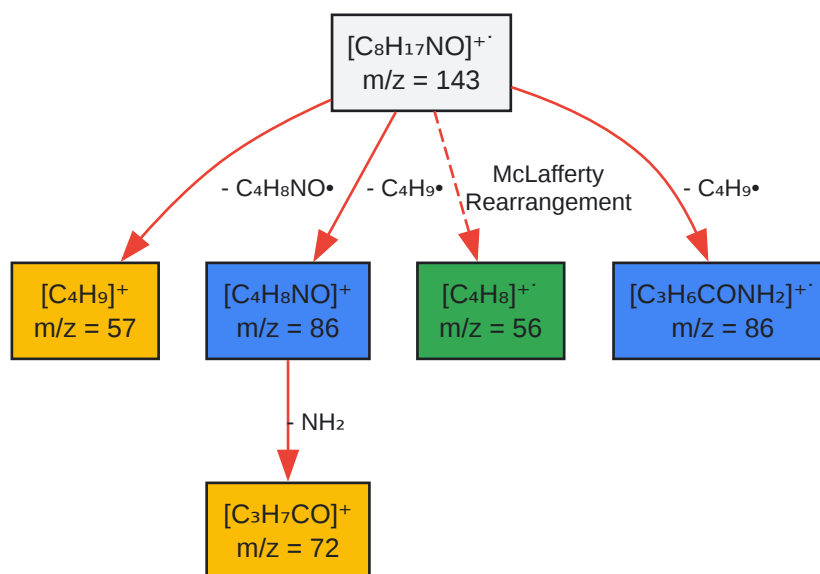 [C₈H₁₇NO]⁺˙
m/z = 143
- C₄H₈NO•
- C₄H₉•
McLafferty
Rearrangement
- C₄H₉•
[C₄H₉]⁺
m/z = 57
[C₄H₈NO]⁺
m/z = 86
[C₄H₈]⁺˙
m/z = 56
[C₃H₆CONH₂]⁺˙
m/z = 86
- NH₂
[C₃H₇CO]⁺
m/z = 72